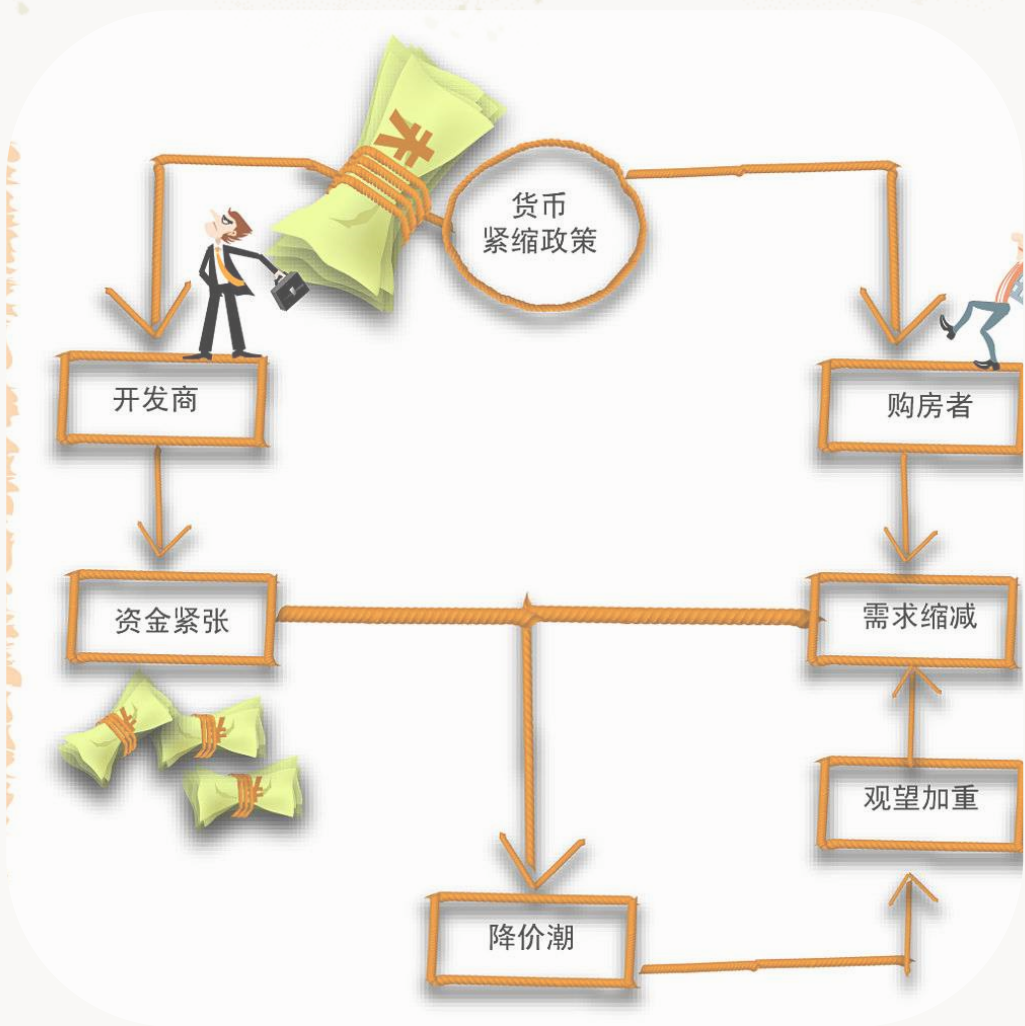 货币
紧缩政策
开发商
购房者
资金紧张
需求缩减
观望加重
降价潮